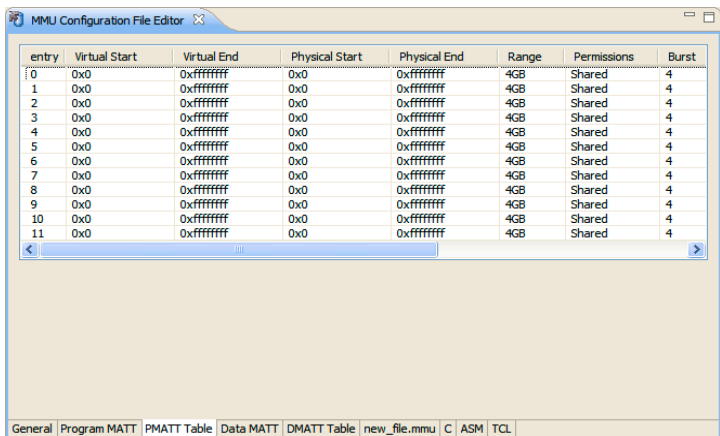 MMU Configuration File Editor
entry Virtual Start Virtual End Physical Start Physical End Range Permissions Burst
0 0x0 0xffffffff 0x0 0xffffffff 4GB Shared 4
1 0x0 0xffffffff 0x0 0xffffffff 4GB Shared 4
2 0x0 0xffffffff 0x0 0xffffffff 4GB Shared 4
3 0x0 0xffffffff 0x0 0xffffffff 4GB Shared 4
4 0x0 0xffffffff 0x0 0xffffffff 4GB Shared 4
5 0x0 0xffffffff 0x0 0xffffffff 4GB Shared 4
6 0x0 0xffffffff 0x0 0xffffffff 4GB Shared 4
7 0x0 0xffffffff 0x0 0xffffffff 4GB Shared 4
8 0x0 0xffffffff 0x0 0xffffffff 4GB Shared 4
9 0x0 0xffffffff 0x0 0xffffffff 4GB Shared 4
10 0x0 0xffffffff 0x0 0xffffffff 4GB Shared 4
11 0x0 0xffffffff 0x0 0xffffffff 4GB Shared 4
General Program MATT PMATT Table Data MATT DMATT Table new_file.mmu C ASM TCL